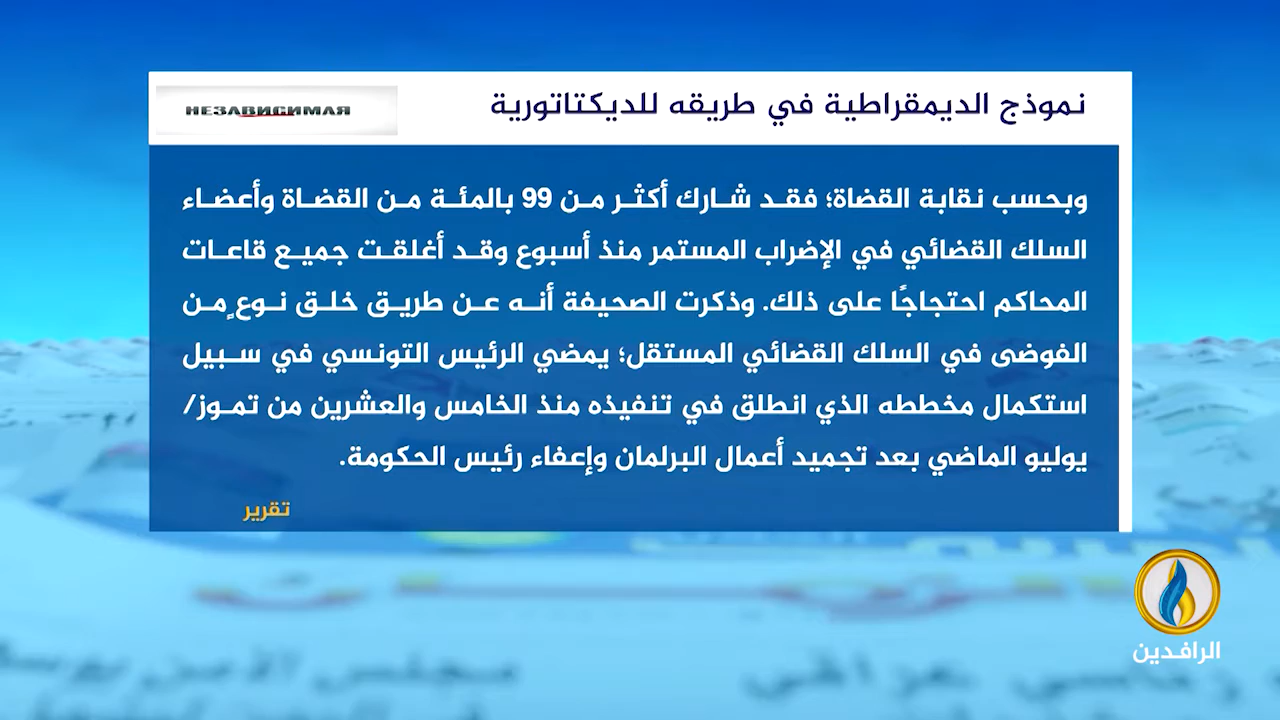 НЕЗАВИСИМАЯ
نموذج الديمقراطية في طريقه للديكتاتورية
وبحسب نقابة القضاة؛ فقد شارك أكثر من 99 بالمئة من القضاة وأعضاء
السلك القضائي في الإضراب المستمر منذ أسبوع وقد أغلقت جميع قاعات
المحاكم احتجاجًا على ذلك. وذكرت الصحيفة أنه عن طريق خلق نوعٍ من
الفوضى في السلك القضائي المستقل؛ يمضي الرئيس التونسي في سبيل
استكمال مخططه الذي انطلق في تنفيذه منذ الخامس والعشرين من تموز/
يوليو الماضي بعد تجميد أعمال البرلمان وإعفاء رئيس الحكومة.
تقرير
الرافدين
مجلس الأمن